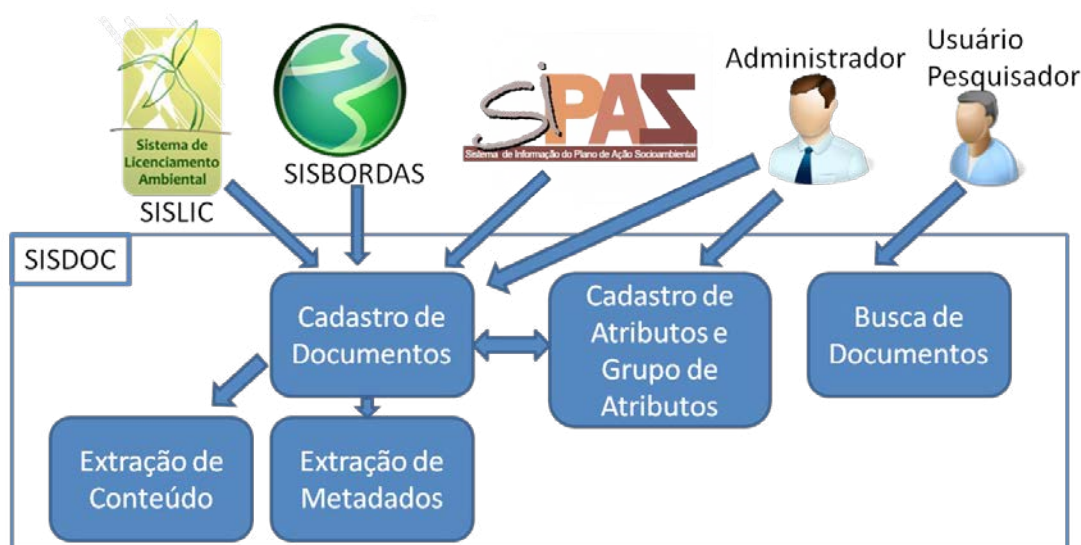 Sistema de
Licenciamento
Ambiental
SISLIC
SISBORDAS
SIPAS
Sistema de Informação do Plano de Ação Socioambiental
Administrador
Usuário
Pesquisador
SISDOC
Cadastro de
Documentos
Cadastro de
Atributos e
Grupo de
Atributos
Busca de
Documentos
Extração de
Conteúdo
Extração de
Metadados